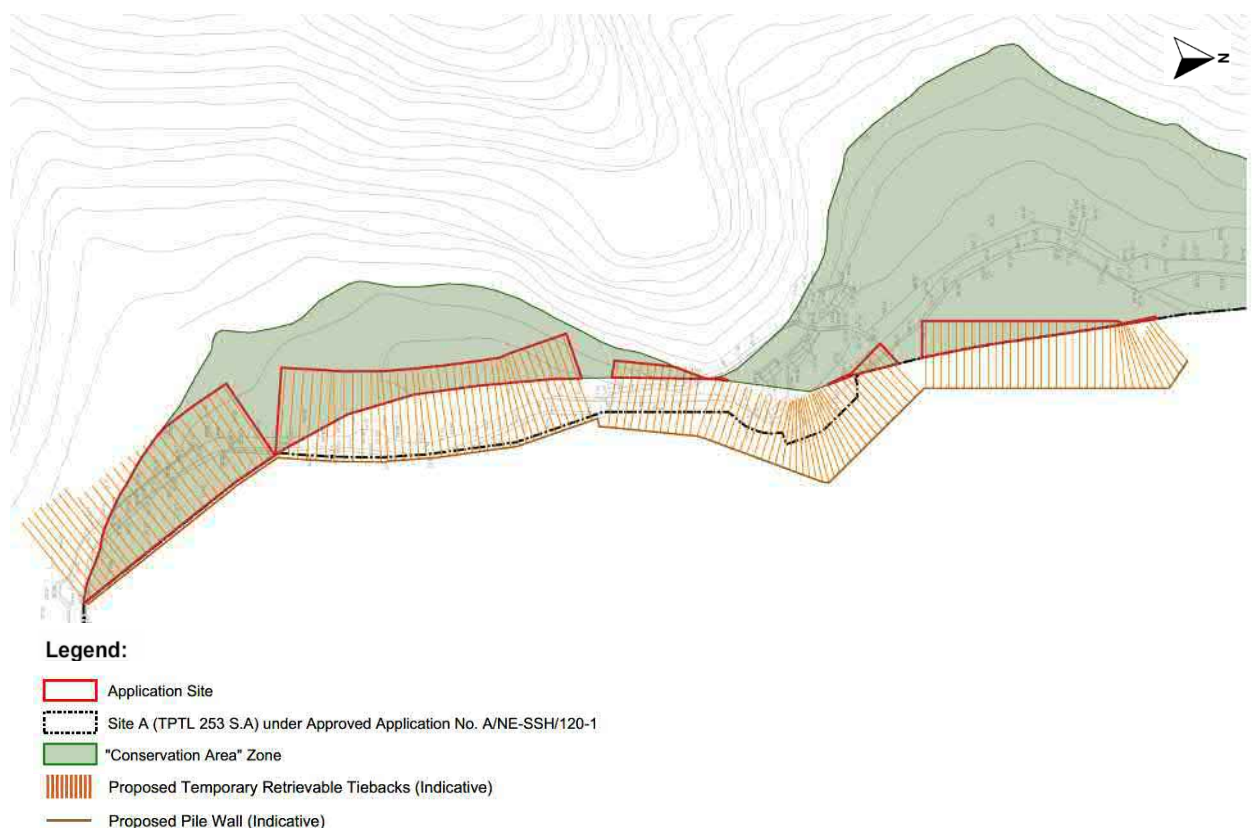 N
Legend:
Application Site
Site A (TPTL 253 S.A) under Approved Application No. A/NE-SSH/120-1
"Conservation Area" Zone
Proposed Temporary Retrievable Tiebacks (Indicative)
Proposed Pile Wall (Indicative)